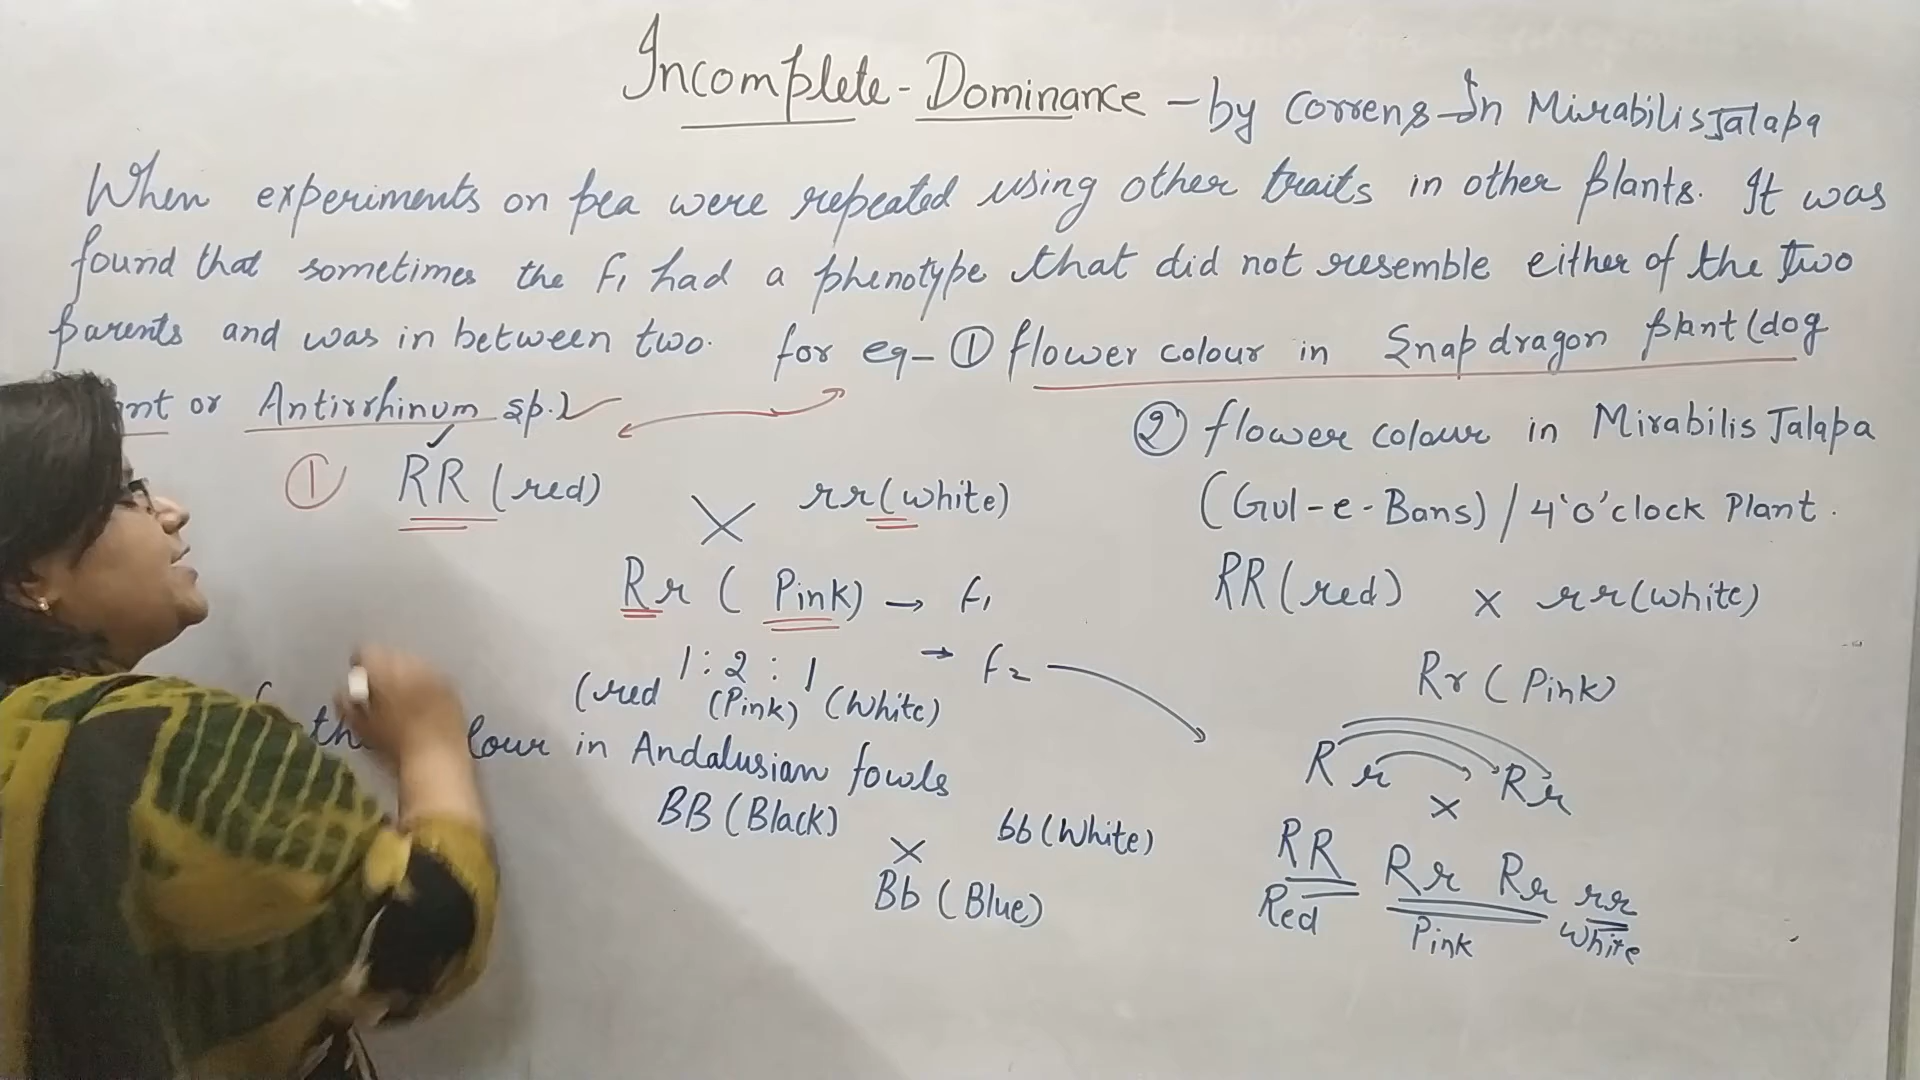 Incomplete-Dominance - by Correns In Mirabilis Jalapa
When experiments on pea were repeated using other traits in other plants. It was
found that sometimes the F1 had a phenotype that did not resemble either of the two
parents and was in between two. for eg- ① flower colour in Snap dragon plant (dog
or Antirrhinum sp.)
② flower colour in Mirabilis Jalapa
(Gul-e-Bans) / 4'o'clock Plant.
① RR (red) × rr (white)
Rr (Pink) → F1
1 : 2 : 1 → F2
(red (Pink) (White)
in Andalusian fowls
BB (Black) × bb (White)
Bb (Blue)
RR (red) × rr (white)
Rr (Pink)
Rr × Rr
RR Rr Rr rr
Red Pink White